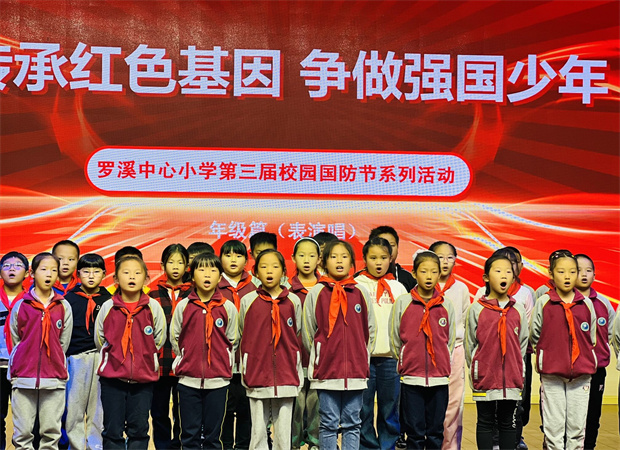 传承红色基因 争做强国少年
罗溪中心小学第三届校园国防节系列活动
年级篇(表演唱)